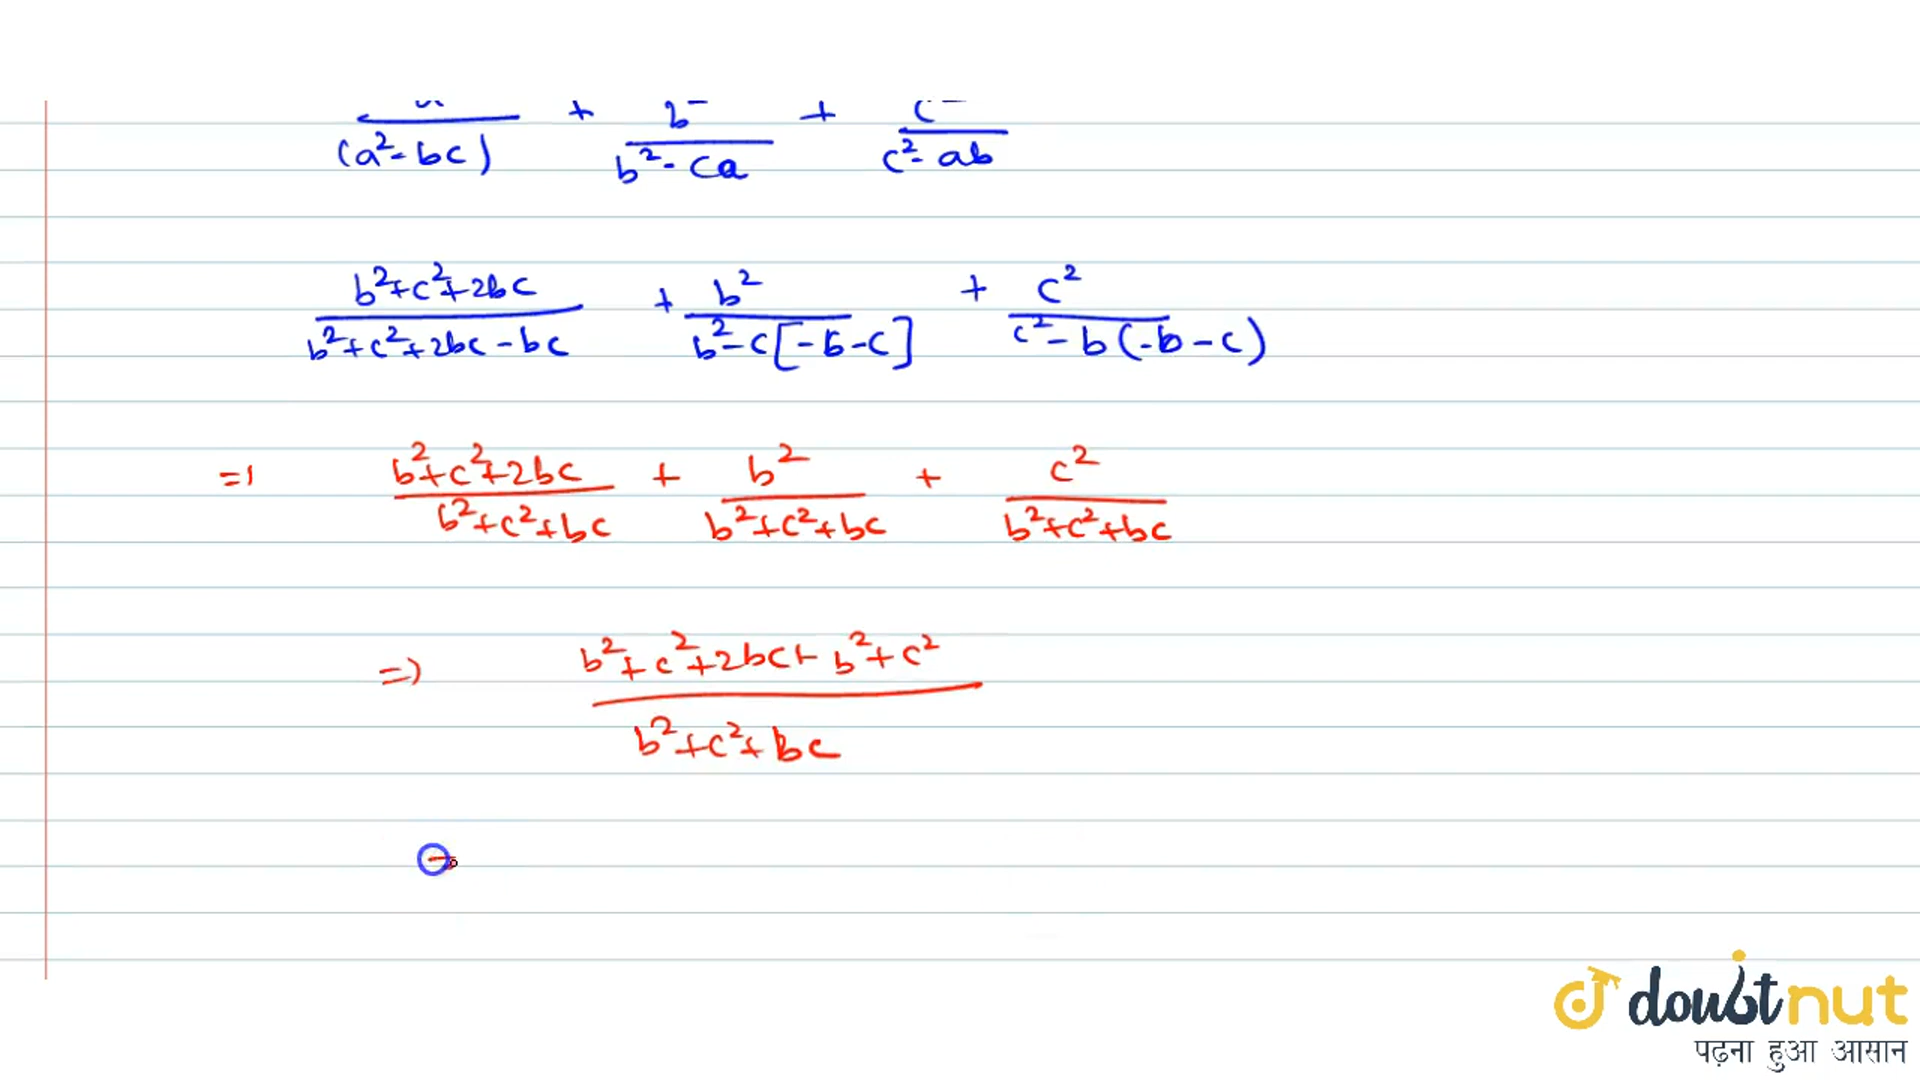 a / (a² - bc) + b² / b² - ca + c² / c² - ab
b² + c² + 2bc / b² + c² + 2bc - bc + b² / b² - c[-b - c] + c² / c² - b(-b - c)
=) b² + c² + 2bc / b² + c² + bc + b² / b² + c² + bc + c² / b² + c² + bc
=) b² + c² + 2bc + b² + c² / b² + c² + bc
doubtnut
पढ़ना हुआ आसान